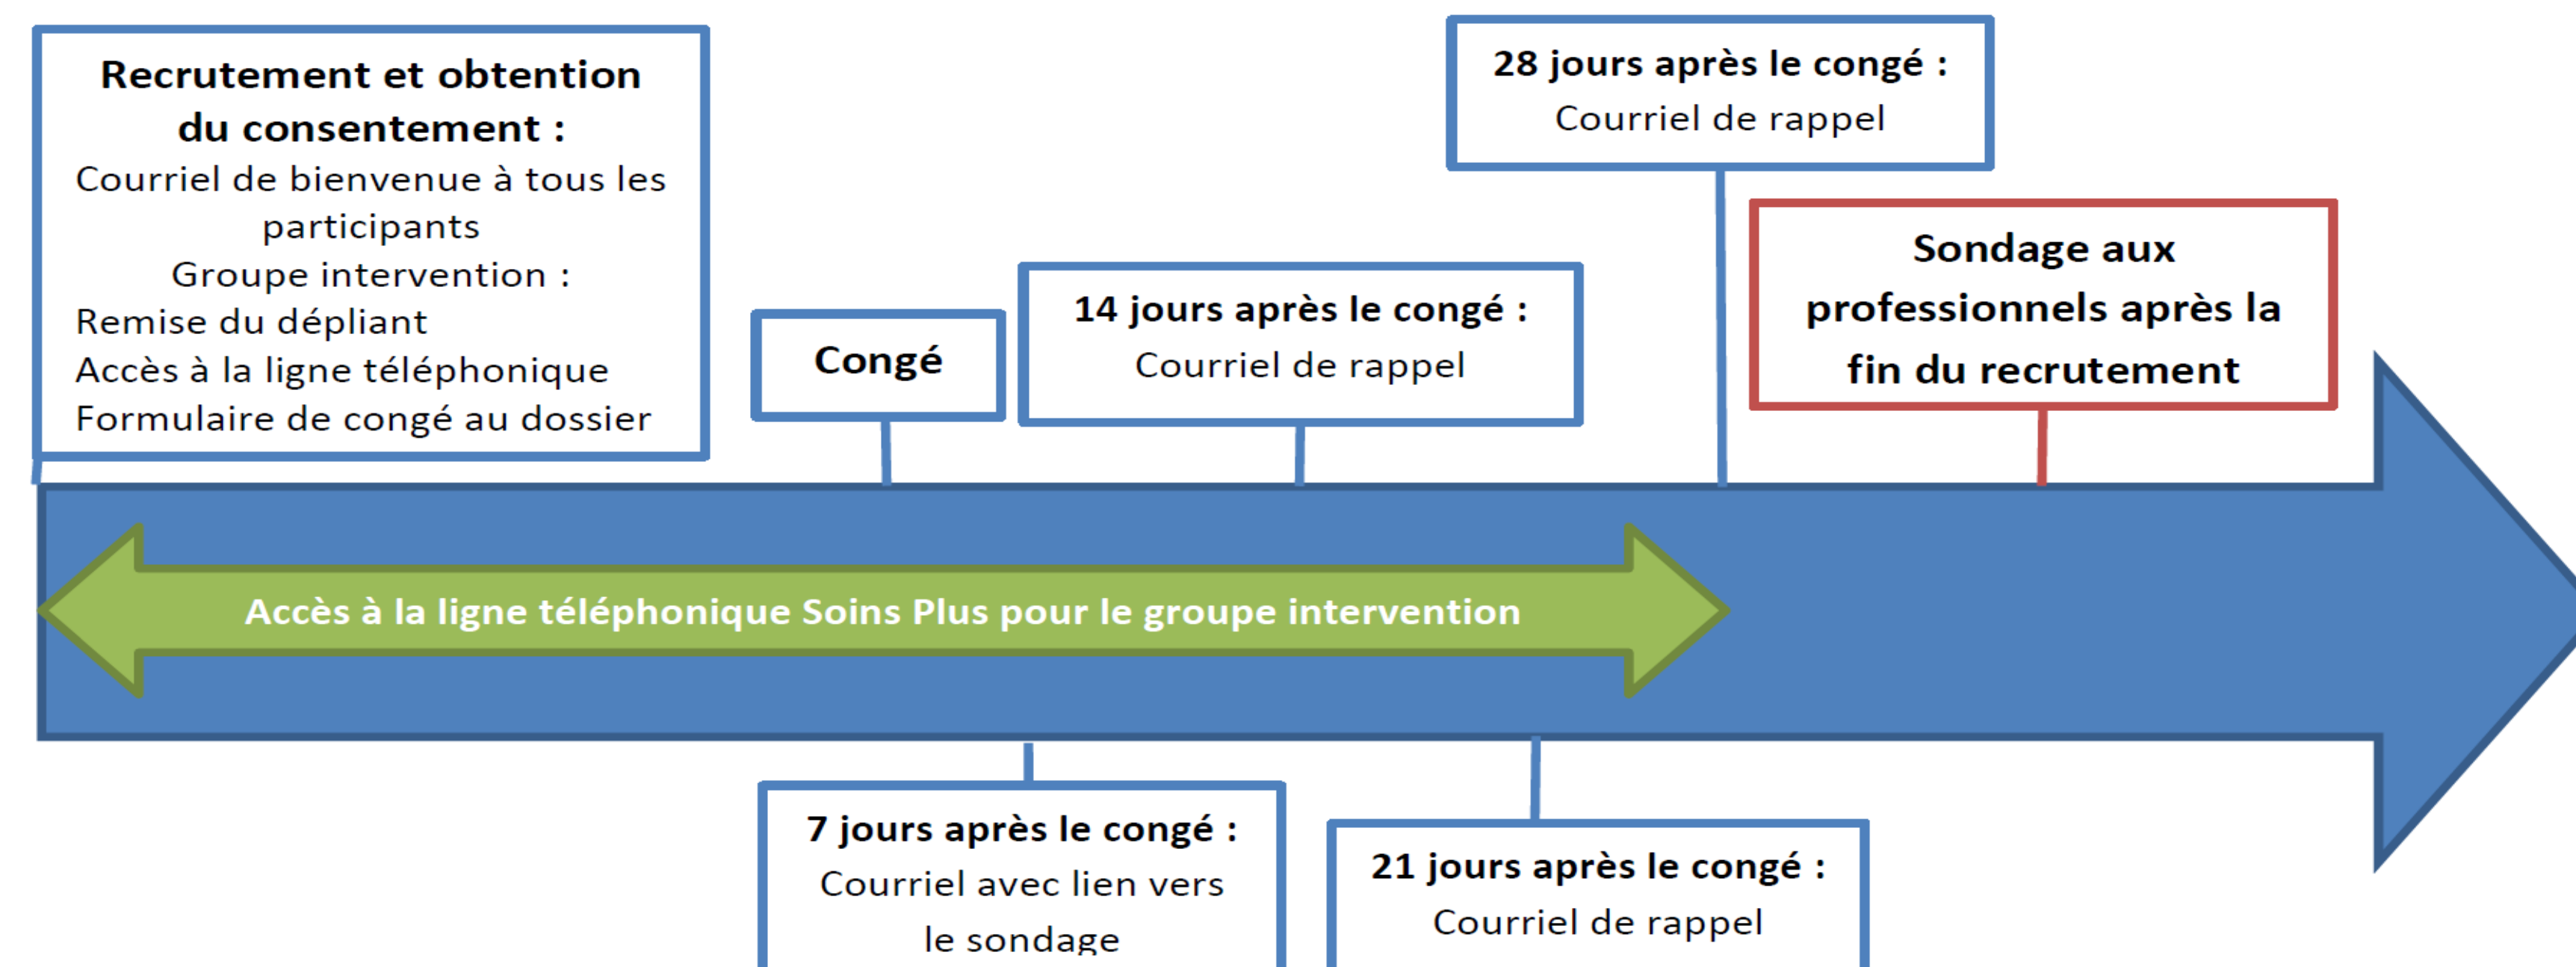 Recrutement et obtention
du consentement :
Courriel de bienvenue à tous les
participants
Groupe intervention :
Remise du dépliant
Accès à la ligne téléphonique
Formulaire de congé au dossier
Congé
14 jours après le congé :
Courriel de rappel
28 jours après le congé :
Courriel de rappel
Sondage aux
professionnels après la
fin du recrutement
Accès à la ligne téléphonique Soins Plus pour le groupe intervention
7 jours après le congé :
Courriel avec lien vers
le sondage
21 jours après le congé :
Courriel de rappel